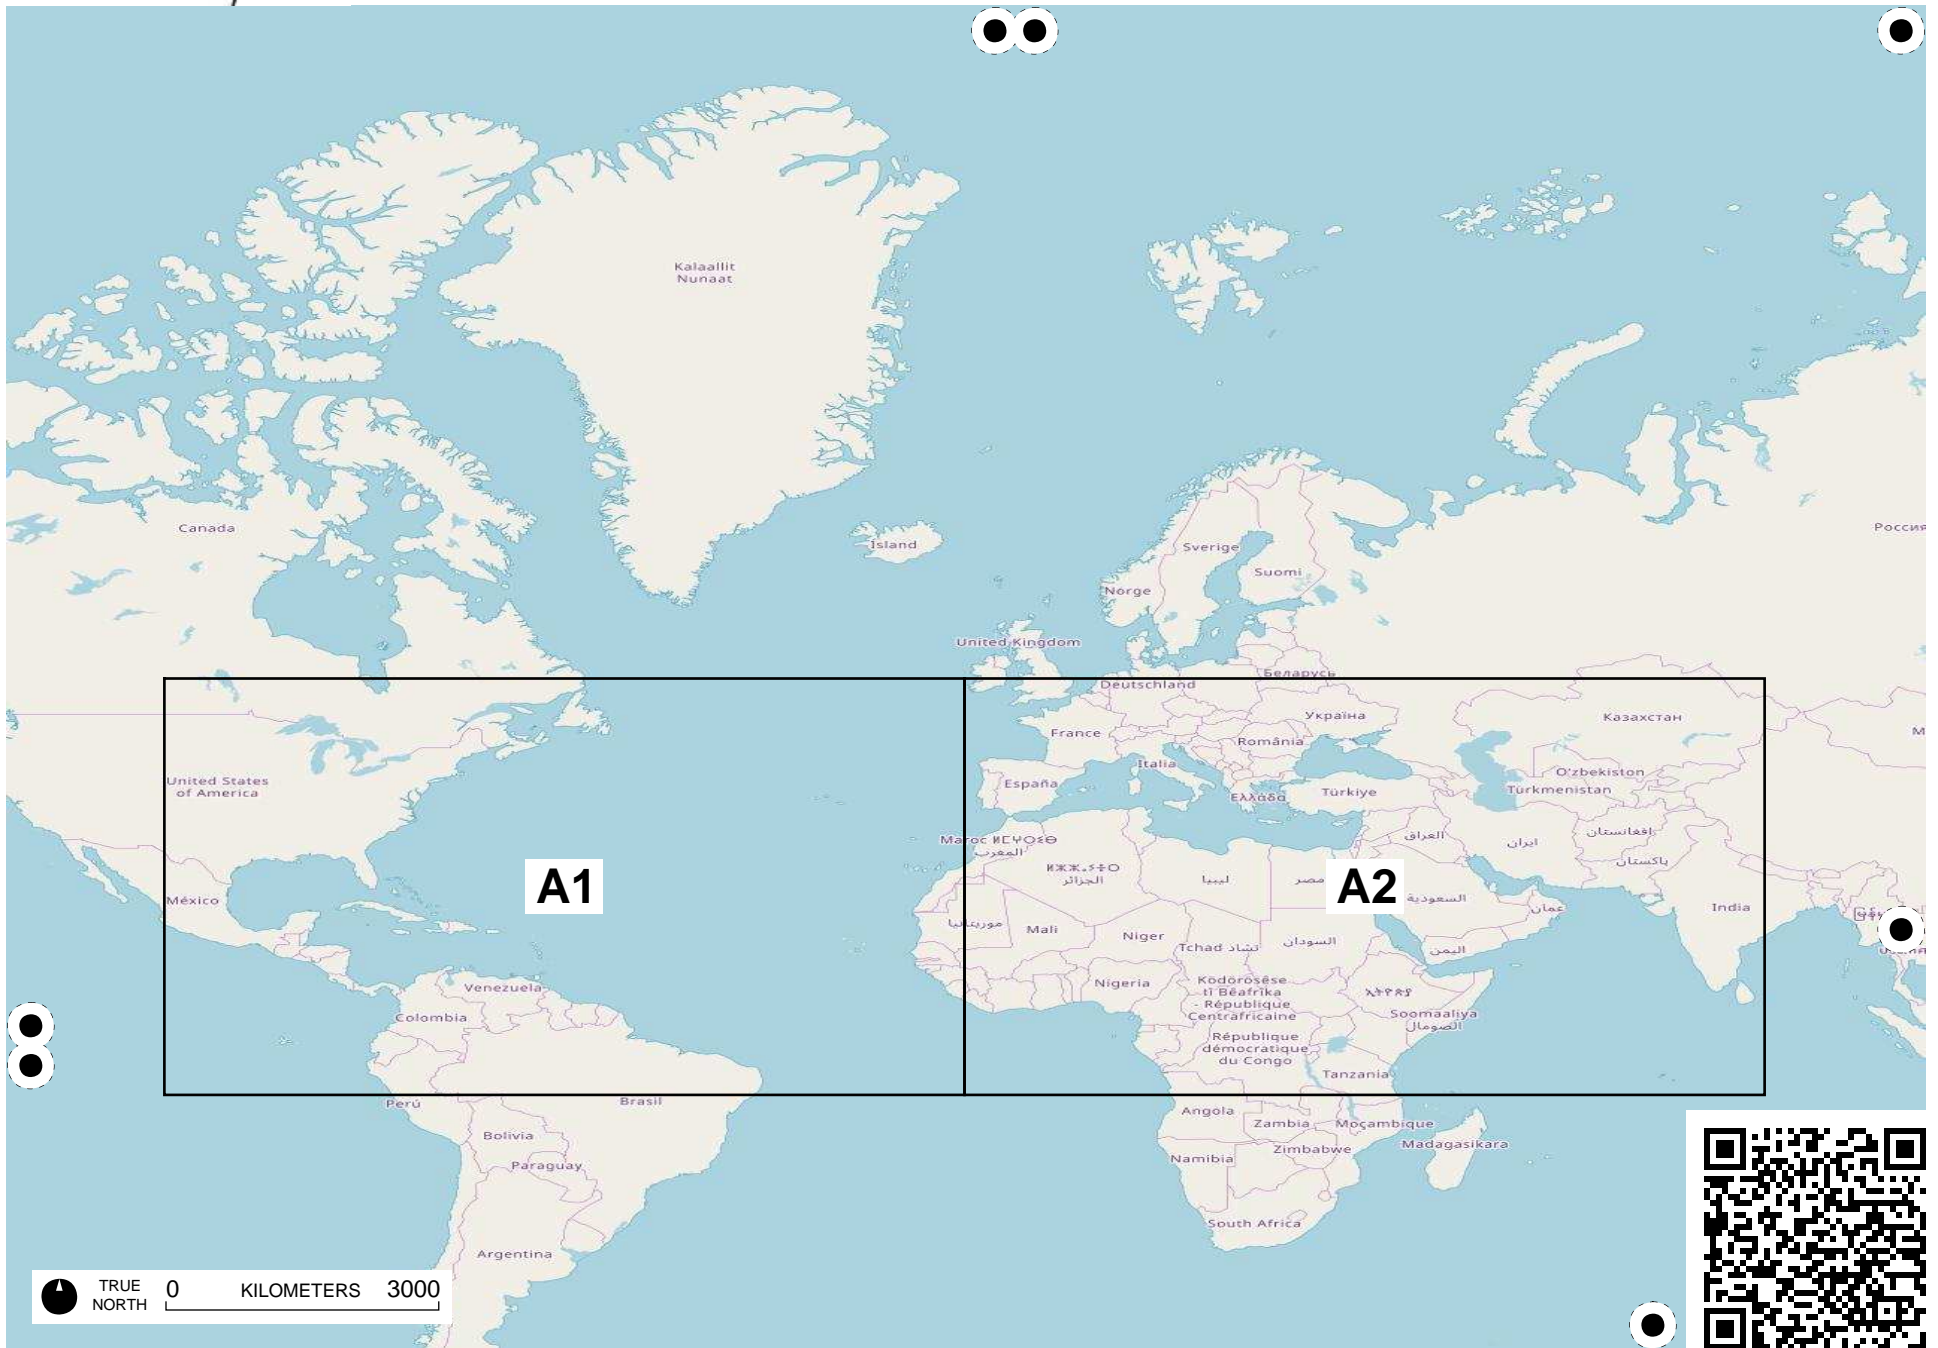 Kalaallit
Nunaat
Canada
Ísland
Россия
Sverige
Suomi
Norge
United Kingdom
Беларусь
Deutschland
Україна
Казахстан
France
România
Italia
United States
of America
España
Ελλάδα
Türkiye
O'zbekiston
Türkmenistan
Maroc ⵍⵎⵖⵔⵉⴱ
المغرب
العراق
ایران
افغانستان
پاکستان
الجزائر
ليبيا
مصر
A1
A2
السعودية
عمان
México
India
موريتانيا
Mali
Niger
Tchad تشاد
السودان
اليمن
Venezuela
Nigeria
Ködörösêse
tî Bêafrîka
- République
Centrafricaine
Colombia
Soomaaliya
الصومال
République
démocratique
du Congo
Tanzania
Perú
Brasil
Angola
Zambia
Moçambique
Bolivia
Madagasikara
Zimbabwe
Paraguay
Namibia
South Africa
Argentina
TRUE
NORTH
0 KILOMETERS 3000